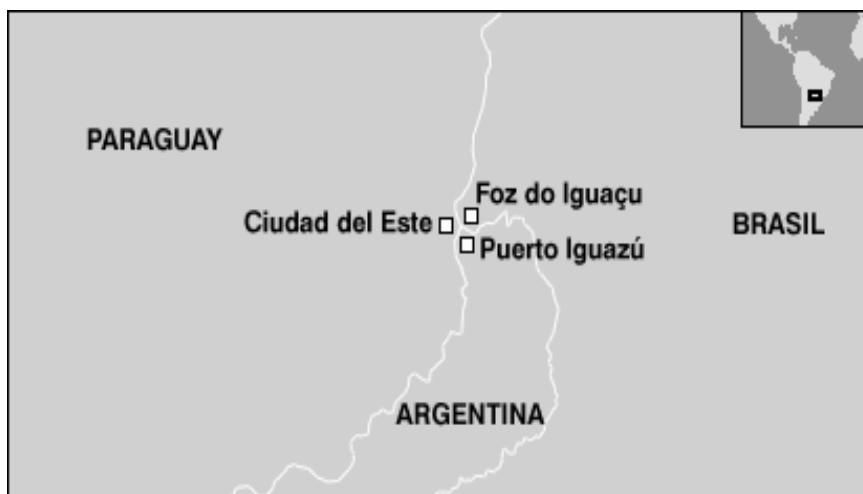 PARAGUAY
Foz do Iguaçu
Ciudad del Este
BRASIL
Puerto Iguazú
ARGENTINA